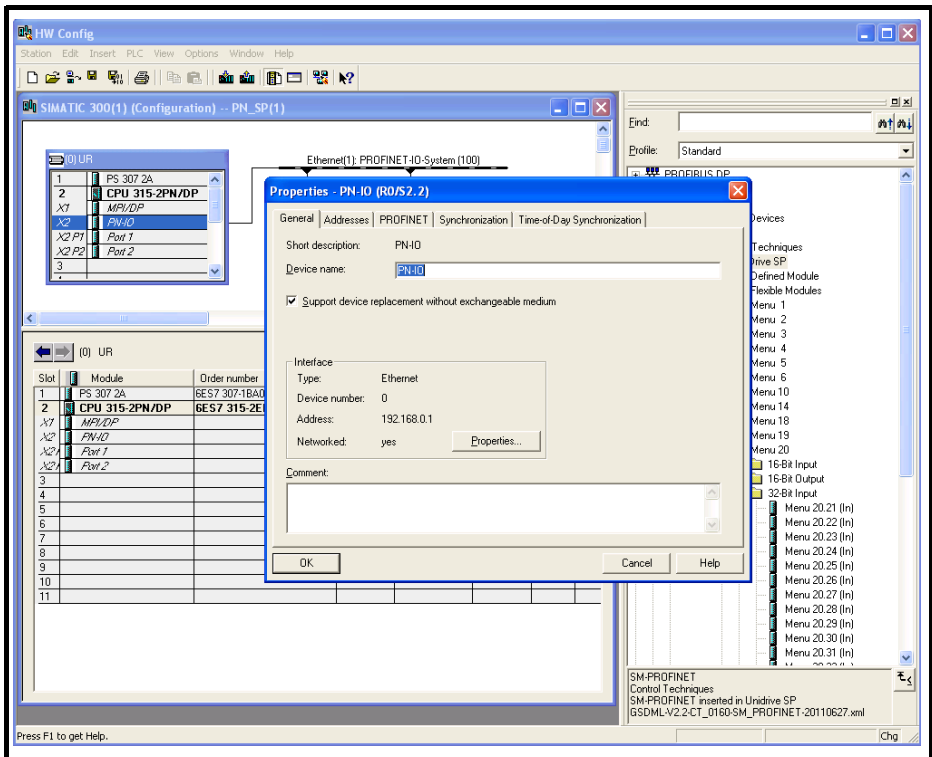 HW Config
Station Edit Insert PLC View Options Window Help
SIMATIC 300(1) (Configuration) -- PN_SP(1)
(0) UR
1 PS 307 2A
2 CPU 315-2PN/DP
X1 MPI/DP
X2 PN-IO
X2 P1 Port 1
X2 P2 Port 2
3
Ethernet(1): PROFINET-IO-System (100)
Properties - PN-IO (R0/S2.2)
General Addresses PROFINET Synchronization Time-of-Day Synchronization
Short description: PN-IO
Device name: PN-IO
Support device replacement without exchangeable medium
Interface
Type: Ethernet
Device number: 0
Address: 192.168.0.1
Networked: yes Properties...
Comment:
OK Cancel Help
(0) UR
Slot Module Order number
1 PS 307 2A 6ES7 307-1BA0
2 CPU 315-2PN/DP 6ES7 315-2E
X1 MPI/DP
X2 PN-IO
X2 Port 1
X2 Port 2
3
4
5
6
7
8
9
10
11
Find:
Profile: Standard
PROFIBUS DP
Devices
Techniques
Drive SP
Defined Module
Flexible Modules
Menu 1
Menu 2
Menu 3
Menu 4
Menu 5
Menu 6
Menu 10
Menu 14
Menu 18
Menu 19
Menu 20
16-Bit Input
16-Bit Output
32-Bit Input
Menu 20.21 (In)
Menu 20.22 (In)
Menu 20.23 (In)
Menu 20.24 (In)
Menu 20.25 (In)
Menu 20.26 (In)
Menu 20.27 (In)
Menu 20.28 (In)
Menu 20.29 (In)
Menu 20.30 (In)
Menu 20.31 (In)
SM-PROFINET
Control Techniques
SM-PROFINET inserted in Unidrive SP
GSDML-V2.2-CT_0160-SM_PROFINET-20110627.xml
Press F1 to get Help.
Chg